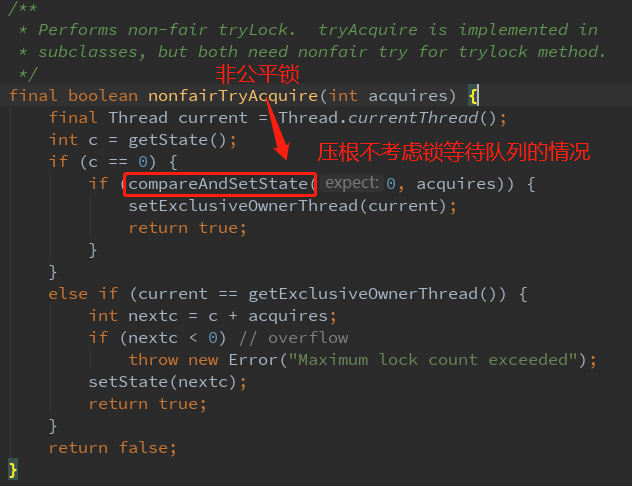 /**
 * Performs non-fair tryLock.  tryAcquire is implemented in
 * subclasses, but both need nonfair try for trylock method.
 */
非公平锁
final boolean nonfairTryAcquire(int acquires) {
    final Thread current = Thread.currentThread();
    int c = getState();
    if (c == 0) {
压根不考虑锁等待队列的情况
        if (compareAndSetState( expect: 0, acquires)) {
            setExclusiveOwnerThread(current);
            return true;
        }
    }
    else if (current == getExclusiveOwnerThread()) {
        int nextc = c + acquires;
        if (nextc < 0) // overflow
            throw new Error("Maximum lock count exceeded");
        setState(nextc);
        return true;
    }
    return false;
}